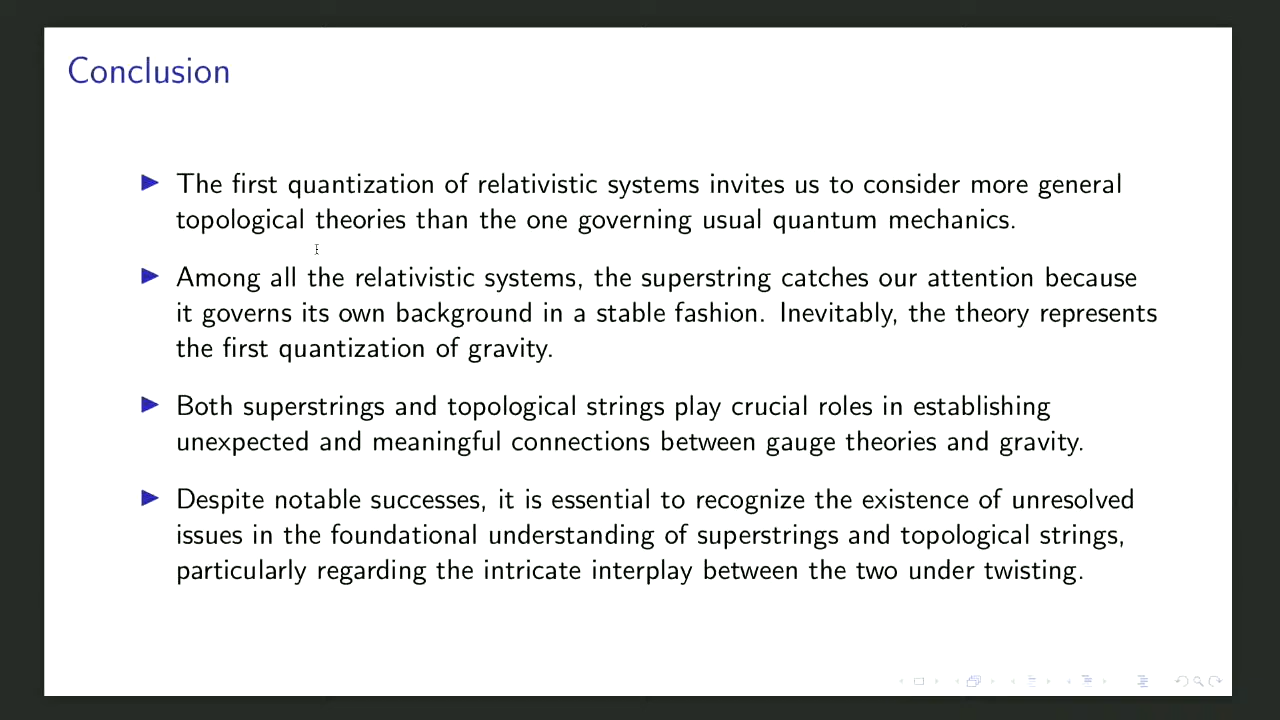 Conclusion
The first quantization of relativistic systems invites us to consider more general
topological theories than the one governing usual quantum mechanics.
Among all the relativistic systems, the superstring catches our attention because
it governs its own background in a stable fashion. Inevitably, the theory represents
the first quantization of gravity.
Both superstrings and topological strings play crucial roles in establishing
unexpected and meaningful connections between gauge theories and gravity.
Despite notable successes, it is essential to recognize the existence of unresolved
issues in the foundational understanding of superstrings and topological strings,
particularly regarding the intricate interplay between the two under twisting.